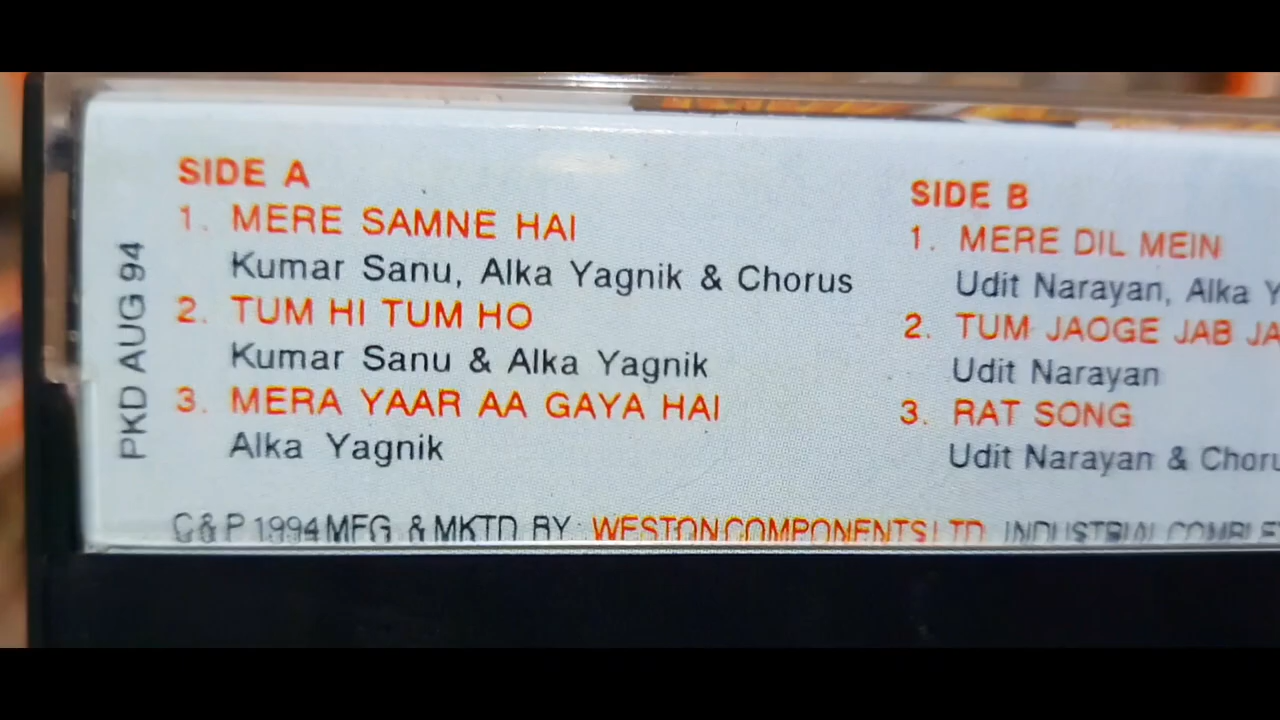 PKD AUG 94
SIDE A
1. MERE SAMNE HAI
Kumar Sanu, Alka Yagnik & Chorus
2. TUM HI TUM HO
Kumar Sanu & Alka Yagnik
3. MERA YAAR AA GAYA HAI
Alka Yagnik
SIDE B
1. MERE DIL MEIN
Udit Narayan, Alka Y
2. TUM JAOGE JAB JA
Udit Narayan
3. RAT SONG
Udit Narayan & Choru
C & P 1994 MFG & MKTD BY: WESTON COMPONENTS LTD INDUSTRIAL